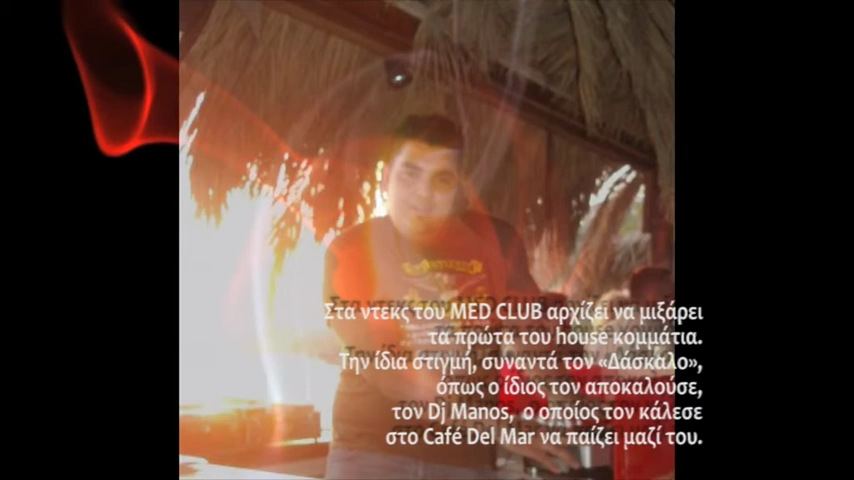 Στα ντεκς του MED CLUB αρχίζει να μιξάρει
τα πρώτα του house κομμάτια.
Την ίδια στιγμή, συναντά τον «Δάσκαλο»,
όπως ο ίδιος τον αποκαλούσε,
τον Dj Manos, ο οποίος τον κάλεσε
στο Café Del Mar να παίζει μαζί του.